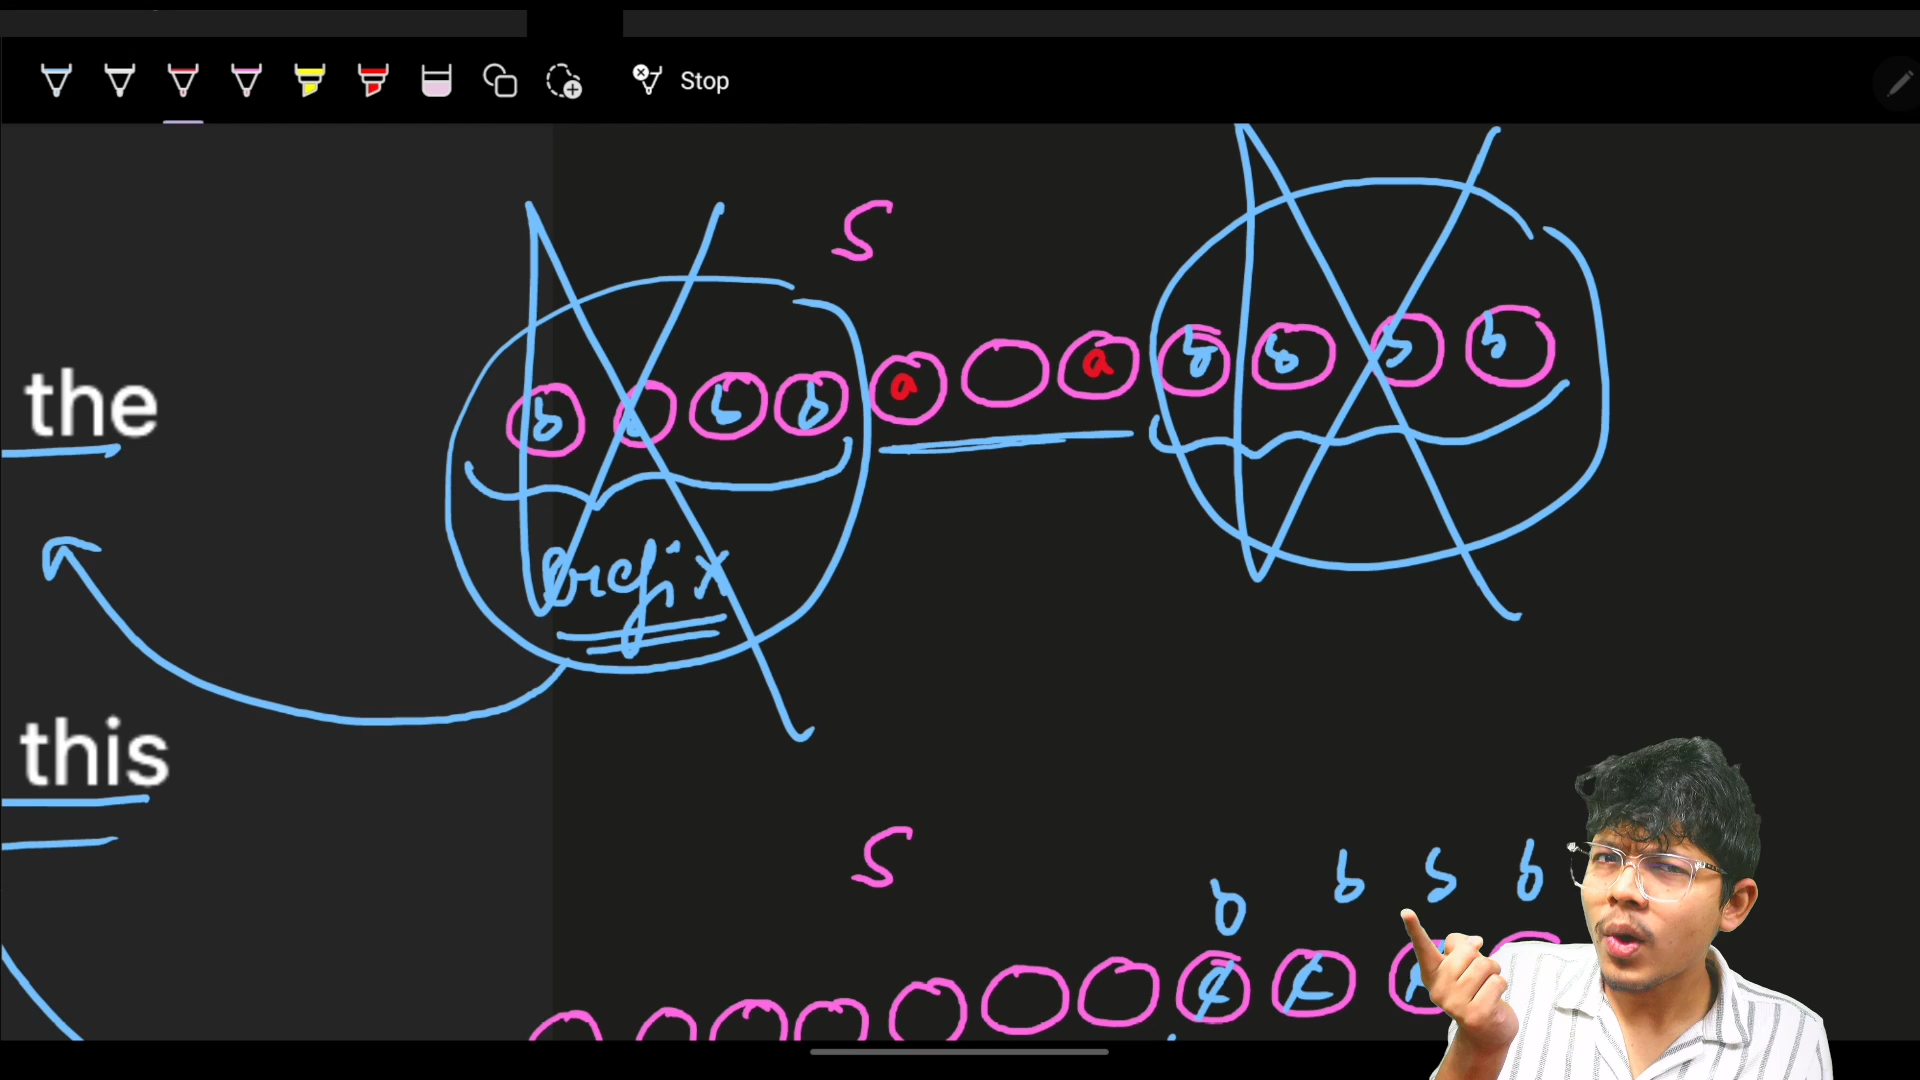 Stop
S
b b b a a b b b b
the
prefix
this
S
b b b b
c c